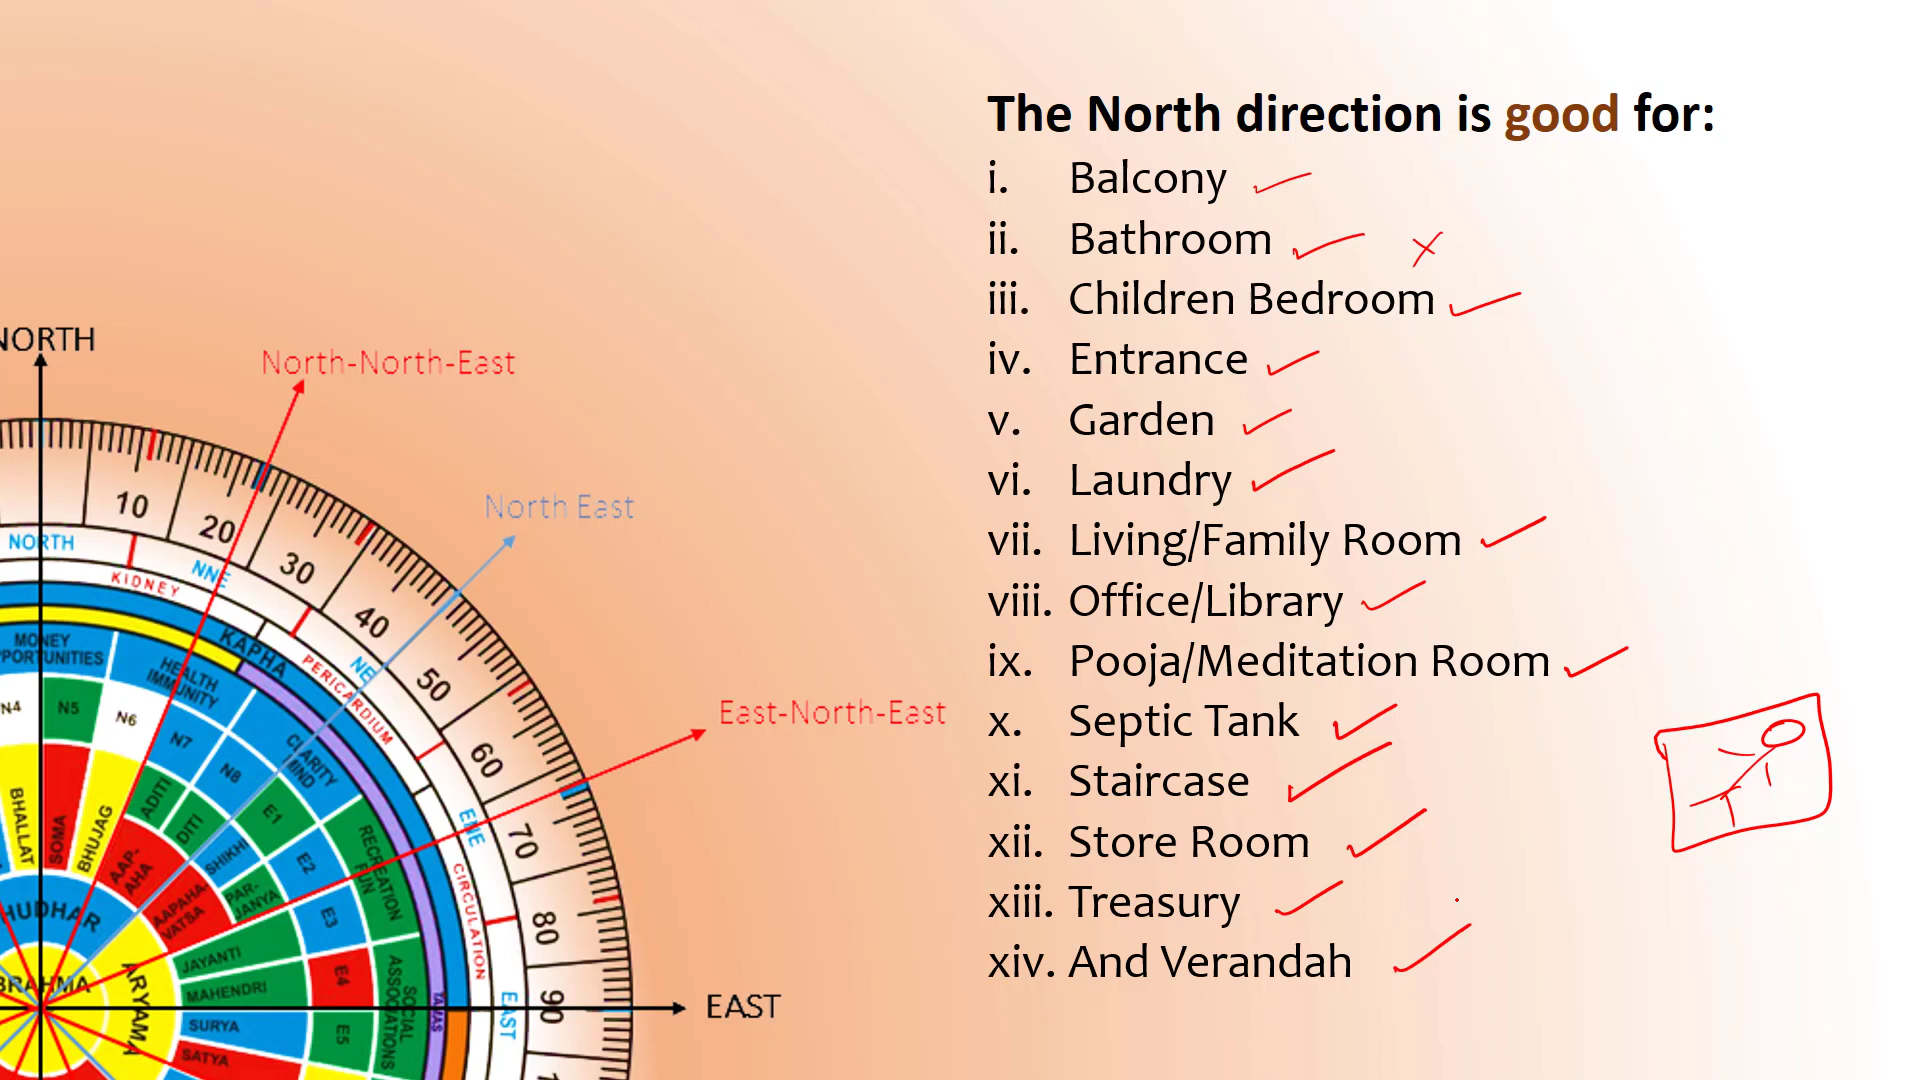 The North direction is good for:
i. Balcony
ii. Bathroom
iii. Children Bedroom
iv. Entrance
v. Garden
vi. Laundry
vii. Living/Family Room
viii. Office/Library
ix. Pooja/Meditation Room
x. Septic Tank
xi. Staircase
xii. Store Room
xiii. Treasury
xiv. And Verandah
NORTH
North-North-East
North East
East-North-East
EAST
10
20
30
40
50
60
70
80
90
NORTH
NNE
NE
ENE
EAST
KIDNEY
PERICARDIUM
CIRCULATION
KAPHA
TAMAS
MONEY
HEALTH
IMMUNITY
CLARITY
MIND
RECREATION
FUN
SOCIAL
ASSOCIATIONS
N4
N5
N6
N7
N8
E1
E2
E3
E4
E5
BHALLAT
SOMA
BHUJAG
ADITI
DITI
SHIKHI
PAR-
JANYA
JAYANTI
MAHENDRI
SURYA
SATYA
AAP-
AHA
AAPAHA-
VATSA
HUDHAR
ARYAMA
BRAHMA